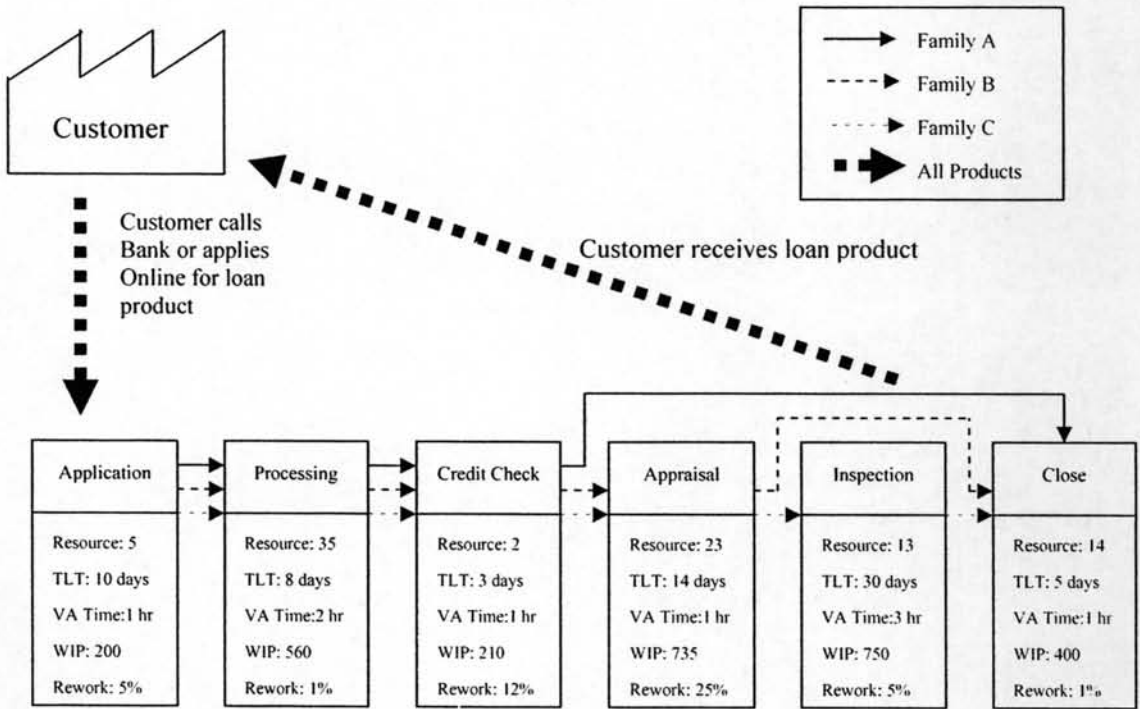 Customer
Customer calls
Bank or applies
Online for loan
product
Customer receives loan product
Family A
Family B
Family C
All Products
Application
Resource: 5
TLT: 10 days
VA Time:1 hr
WIP: 200
Rework: 5%
Processing
Resource: 35
TLT: 8 days
VA Time:2 hr
WIP: 560
Rework: 1%
Credit Check
Resource: 2
TLT: 3 days
VA Time:1 hr
WIP: 210
Rework: 12%
Appraisal
Resource: 23
TLT: 14 days
VA Time:1 hr
WIP: 735
Rework: 25%
Inspection
Resource: 13
TLT: 30 days
VA Time:3 hr
WIP: 750
Rework: 5%
Close
Resource: 14
TLT: 5 days
VA Time:1 hr
WIP: 400
Rework: 1%